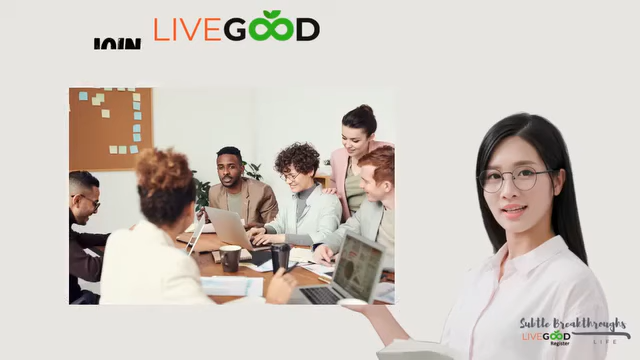 JOIN LIVEGOOD
Subtle Breakthroughs
LIVEGOOD
Register
LIFE